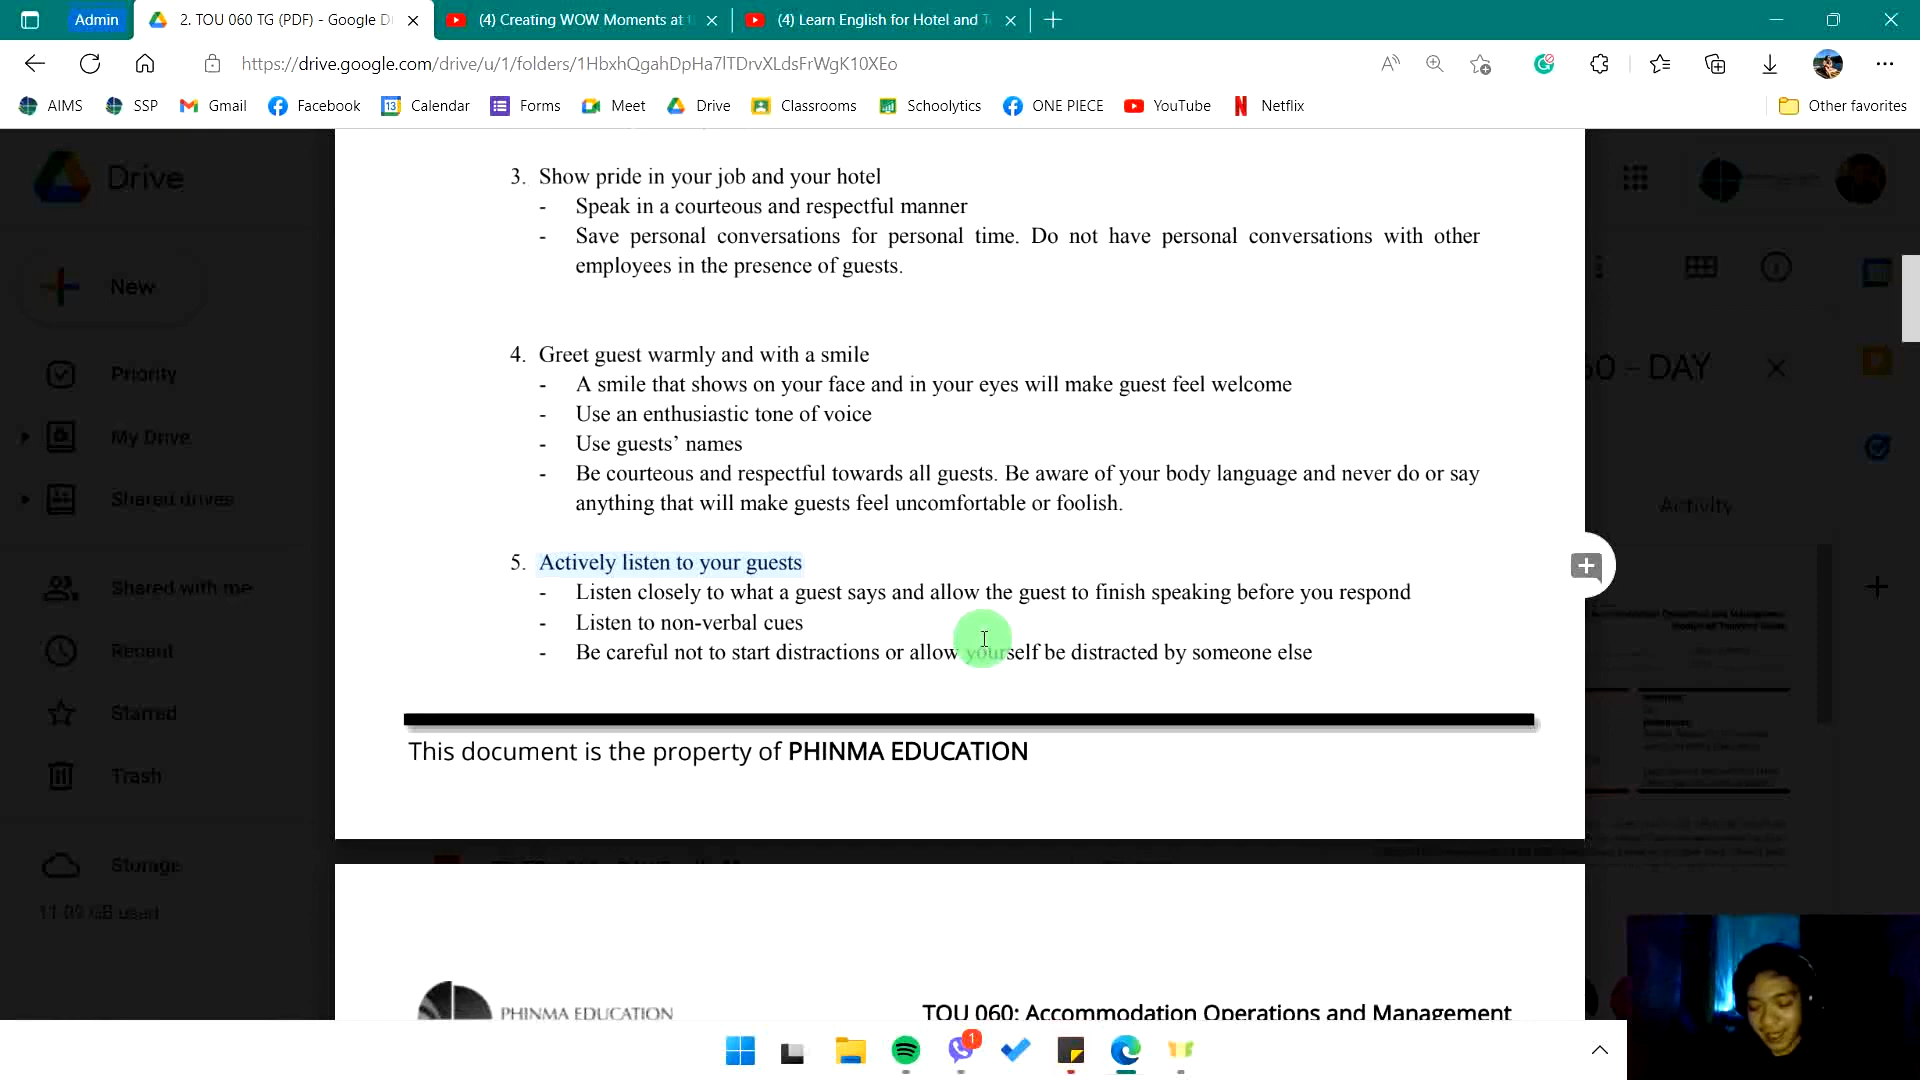 Admin
2. TOU 060 TG (PDF) - Google D
(4) Creating WOW Moments at
(4) Learn English for Hotel and
https://drive.google.com/drive/u/1/folders/1HbxhQgahDpHa7lTDrvXLdsFrWgK10XEo
AIMS
SSP
Gmail
Facebook
Calendar
Forms
Meet
Drive
Classrooms
Schoolytics
ONE PIECE
YouTube
Netflix
Other favorites
Drive
New
Priority
My Drive
Shared drives
Shared with me
Recent
Starred
Trash
Storage
3. Show pride in your job and your hotel
- Speak in a courteous and respectful manner
- Save personal conversations for personal time. Do not have personal conversations with other
employees in the presence of guests.
4. Greet guest warmly and with a smile
- A smile that shows on your face and in your eyes will make guest feel welcome
- Use an enthusiastic tone of voice
- Use guests’ names
- Be courteous and respectful towards all guests. Be aware of your body language and never do or say
anything that will make guests feel uncomfortable or foolish.
5. Actively listen to your guests
- Listen closely to what a guest says and allow the guest to finish speaking before you respond
- Listen to non-verbal cues
- Be careful not to start distractions or allow yourself be distracted by someone else
This document is the property of PHINMA EDUCATION
PHINMA EDUCATION
TOU 060: Accommodation Operations and Management
- DAY
Activity
1